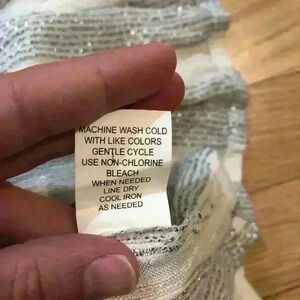 MACHINE WASH COLD
WITH LIKE COLORS
GENTLE CYCLE
USE NON-CHLORINE
BLEACH
WHEN NEEDED
LINE DRY
COOL IRON
AS NEEDED